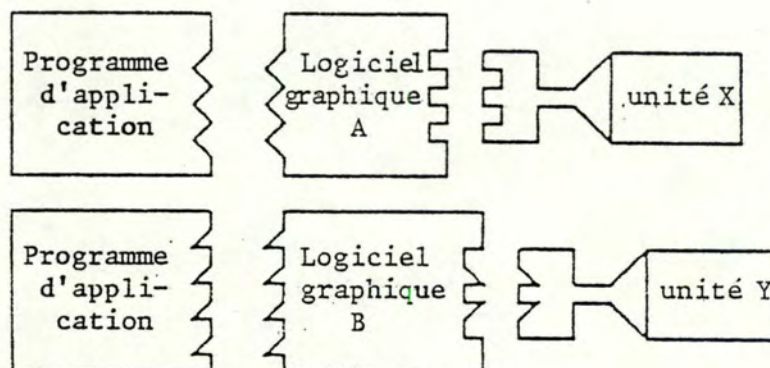 Programme
d'appli-
cation
Logiciel
graphique
A
unité X
Programme
d'appli-
cation
Logiciel
graphique
B
unité Y